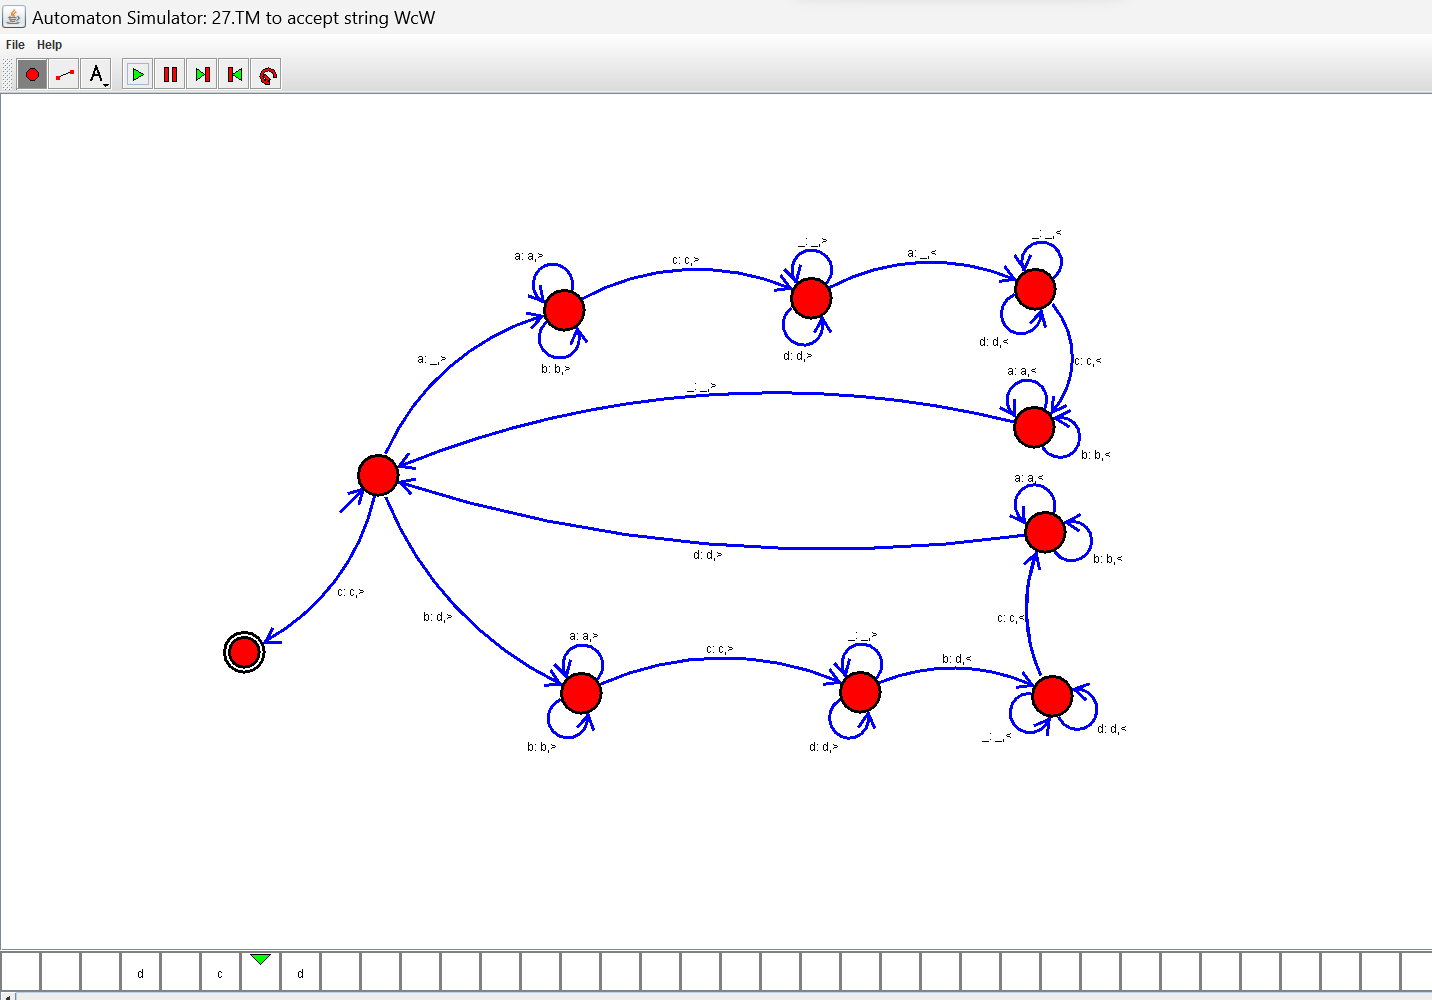 Automaton Simulator: 27.TM to accept string WcW
File Help
A
_: _,<
_: _,>
a: _,<
a: a,>
c: c,>
d: d,<
d: d,>
a: _,>
c: c,<
b: b,>
a: a,<
_: _,>
b: b,<
a: a,<
d: d,>
b: b,<
c: c,>
b: d,>
c: c,<
a: a,>
_: _,>
c: c,>
b: d,<
d: d,<
_: _,<
b: b,>
d: d,>
d c d